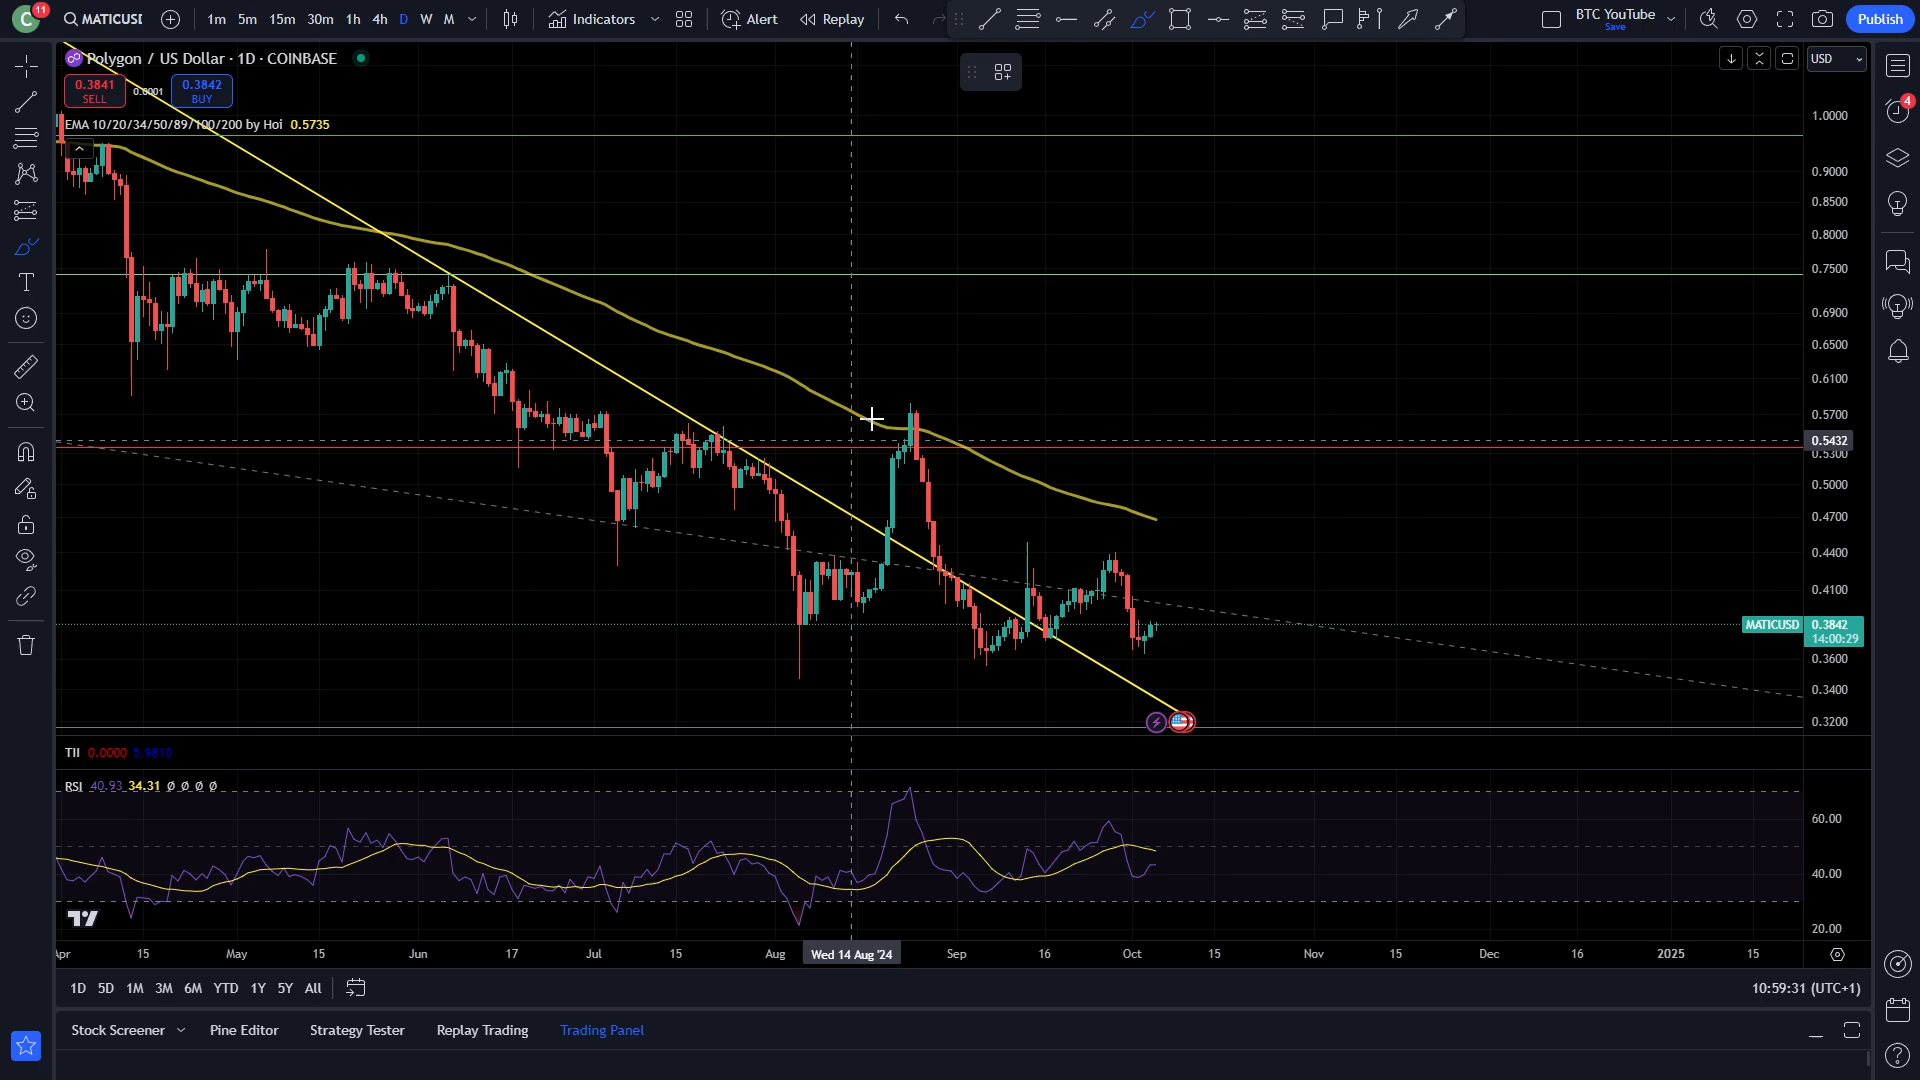 C 11 MATICUSD 1m 5m 15m 30m 1h 4h D W M Indicators Alert Replay BTC YouTube Save Publish
Polygon / US Dollar · 1D · COINBASE
USD
0.3841 SELL 0.0001 0.3842 BUY
EMA 10/20/34/50/89/100/200 by Hoi 0.5735
4
1.0000
0.9000
0.8500
0.8000
0.7500
0.6900
0.6500
0.6100
0.5700
0.5432
0.5300
0.5000
0.4700
0.4400
0.4100
MATICUSD 0.3842
14:00:29
0.3600
0.3400
0.3200
TII 0.0000 5.9810
RSI 40.93 34.31 Ø Ø Ø Ø
60.00
40.00
20.00
Apr 15 May 15 Jun 17 Jul 15 Aug Wed 14 Aug '24 Sep 16 Oct 15 Nov 15 Dec 16 2025 15
1D 5D 1M 3M 6M YTD 1Y 5Y All 10:59:31 (UTC+1)
Stock Screener Pine Editor Strategy Tester Replay Trading Trading Panel